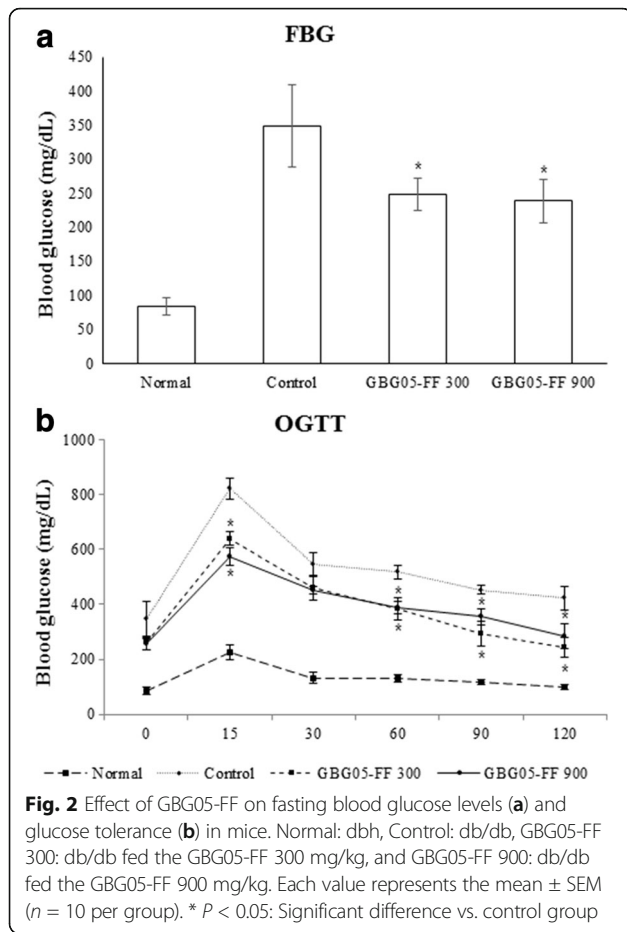 a
FBG
Blood glucose (mg/dL)
450
400
350
300
250
200
150
100
50
0
*
*
Normal Control GBG05-FF 300 GBG05-FF 900
b
OGTT
Blood glucose (mg/dL)
1000
800
600
400
200
0
*
*
*
*
*
*
*
*
0 15 30 60 90 120
Normal Control GBG05-FF 300 GBG05-FF 900
Fig. 2 Effect of GBG05-FF on fasting blood glucose levels (a) and
glucose tolerance (b) in mice. Normal: dbh, Control: db/db, GBG05-FF
300: db/db fed the GBG05-FF 300 mg/kg, and GBG05-FF 900: db/db
fed the GBG05-FF 900 mg/kg. Each value represents the mean ± SEM
(n = 10 per group). * P < 0.05: Significant difference vs. control group